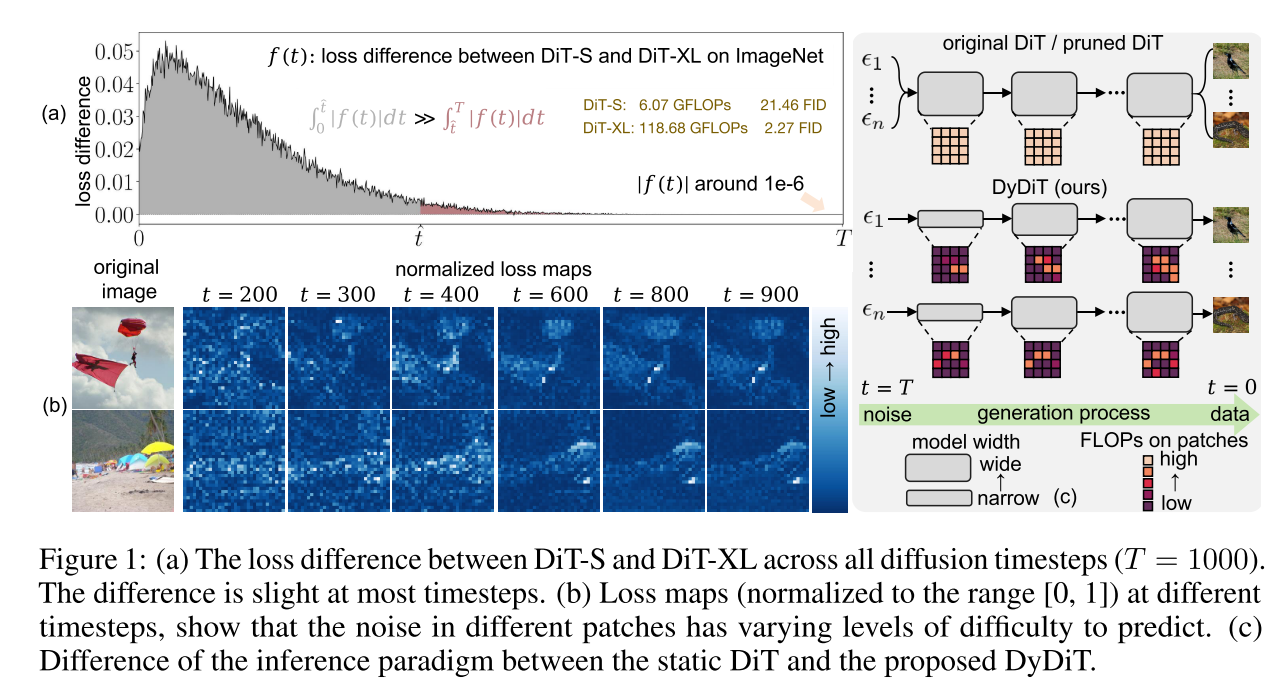 f(t): loss difference between DiT-S and DiT-XL on ImageNet
∫₀^t̂ |f(t)|dt ≫ ∫_t̂^T |f(t)|dt
DiT-S: 6.07 GFLOPs 21.46 FID
DiT-XL: 118.68 GFLOPs 2.27 FID
|f(t)| around 1e-6
(a)
loss difference
0.05
0.04
0.03
0.02
0.01
0.00
0 t̂ T
original
image
normalized loss maps
t = 200 t = 300 t = 400 t = 600 t = 800 t = 900
(b)
low → high
original DiT / pruned DiT
ϵ₁
⋮
ϵₙ
···
⋮
DyDiT (ours)
ϵ₁
···
⋮
⋮
ϵₙ
···
t = T t = 0
noise generation process data
model width
wide
↑
narrow
(c)
FLOPs on patches
high
↑
low
Figure 1: (a) The loss difference between DiT-S and DiT-XL across all diffusion timesteps (T = 1000).
The difference is slight at most timesteps. (b) Loss maps (normalized to the range [0, 1]) at different
timesteps, show that the noise in different patches has varying levels of difficulty to predict. (c)
Difference of the inference paradigm between the static DiT and the proposed DyDiT.